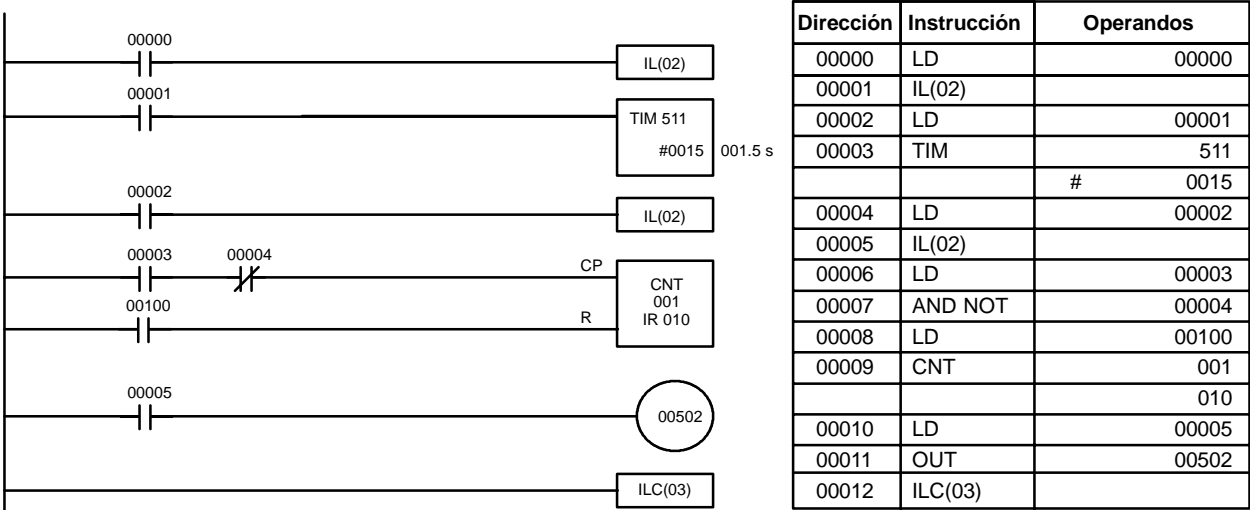 00000
IL(02)
00001
TIM 511
#0015 001.5 s
00002
IL(02)
00003 00004
CP
CNT
001
IR 010
00100
R
00005
00502
ILC(03)
Dirección Instrucción Operandos
00000 LD 00000
00001 IL(02)
00002 LD 00001
00003 TIM 511
# 0015
00004 LD 00002
00005 IL(02)
00006 LD 00003
00007 AND NOT 00004
00008 LD 00100
00009 CNT 001
010
00010 LD 00005
00011 OUT 00502
00012 ILC(03)